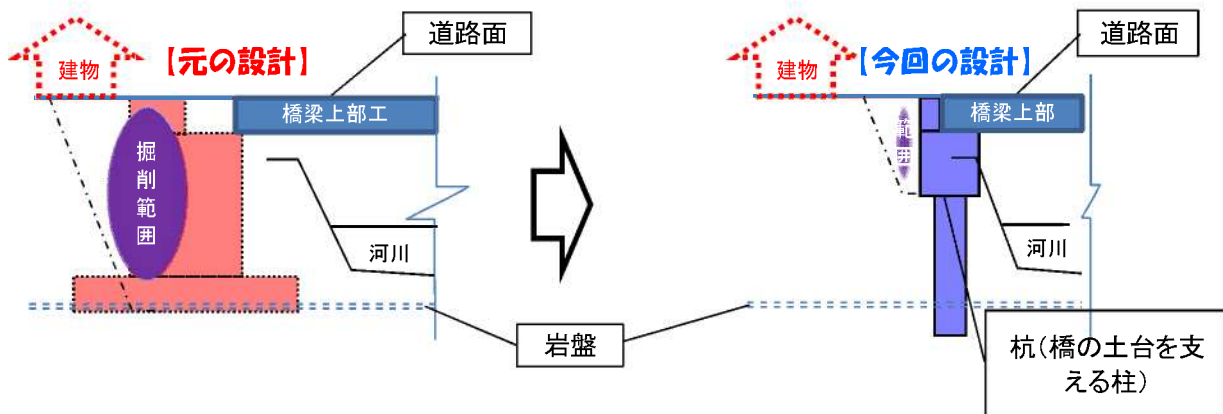 道路面
建物
【元の設計】
橋梁上部工
掘削範囲
河川
岩盤
道路面
建物
【今回の設計】
橋梁上部
範囲
河川
杭(橋の土台を支
える柱)